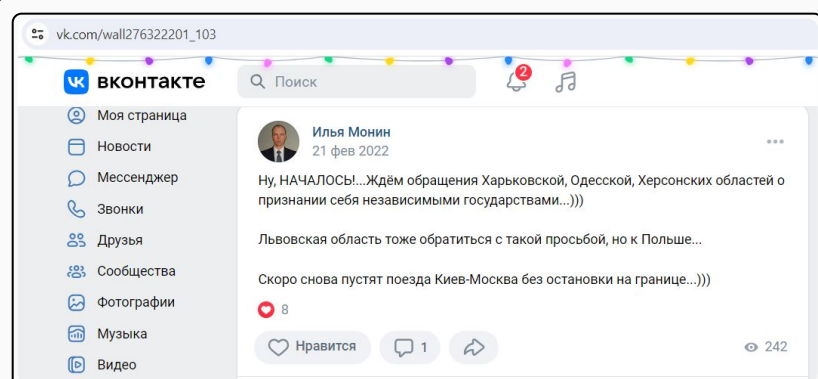 vk.com/wall276322201_103
вконтакте
Поиск
2
Моя страница
Новости
Мессенджер
Звонки
Друзья
Сообщества
Фотографии
Музыка
Видео
Илья Монин
21 фев 2022
Ну, НАЧАЛОСЬ!...Ждём обращения Харьковской, Одесской, Херсонских областей о
признании себя независимыми государствами...)))
Львовская область тоже обратиться с такой просьбой, но к Польше...
Скоро снова пустят поезда Киев-Москва без остановки на границе...)))
8
Нравится
1
242